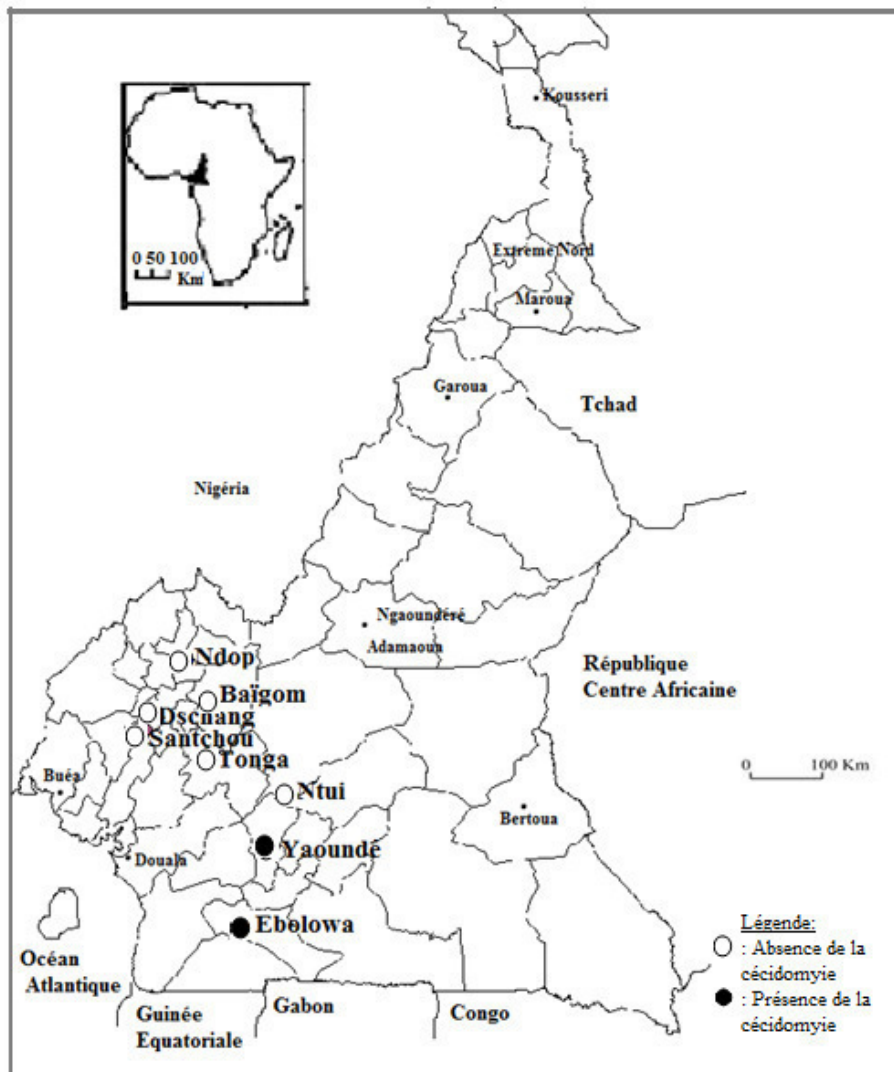 Kousseri
0 50 100
Km
Extreme Nord
Maroua
Garoua
Tchad
Nigéria
Ngaoundéré
Adamaoua
Ndop
Baïgom
Dschang
Santchou
Tonga
République
Centre Africaine
0 100 Km
Buéa
Ntui
Bertoua
Yaoundé
Douala
Ebolowa
Océan
Atlantique
Guinée
Equatoriale
Gabon
Congo
Légende:
: Absence de la
cécidomyie
: Présence de la
cécidomyie